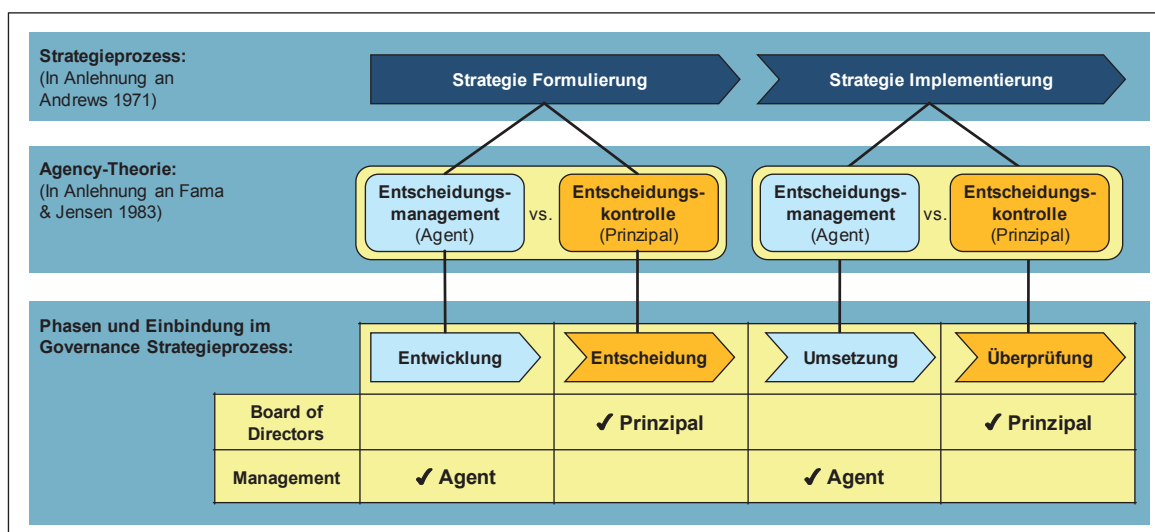 Strategieprozess:
(In Anlehnung an
Andrews 1971)
Strategie Formulierung
Strategie Implementierung
Agency-Theorie:
(In Anlehnung an Fama
& Jensen 1983)
Entscheidungs-
management
(Agent)
vs.
Entscheidungs-
kontrolle
(Prinzipal)
Entscheidungs-
management
(Agent)
vs.
Entscheidungs-
kontrolle
(Prinzipal)
Phasen und Einbindung im
Governance Strategieprozess:
Entwicklung
Entscheidung
Umsetzung
Überprüfung
Board of
Directors
✔ Prinzipal
✔ Prinzipal
Management
✔ Agent
✔ Agent